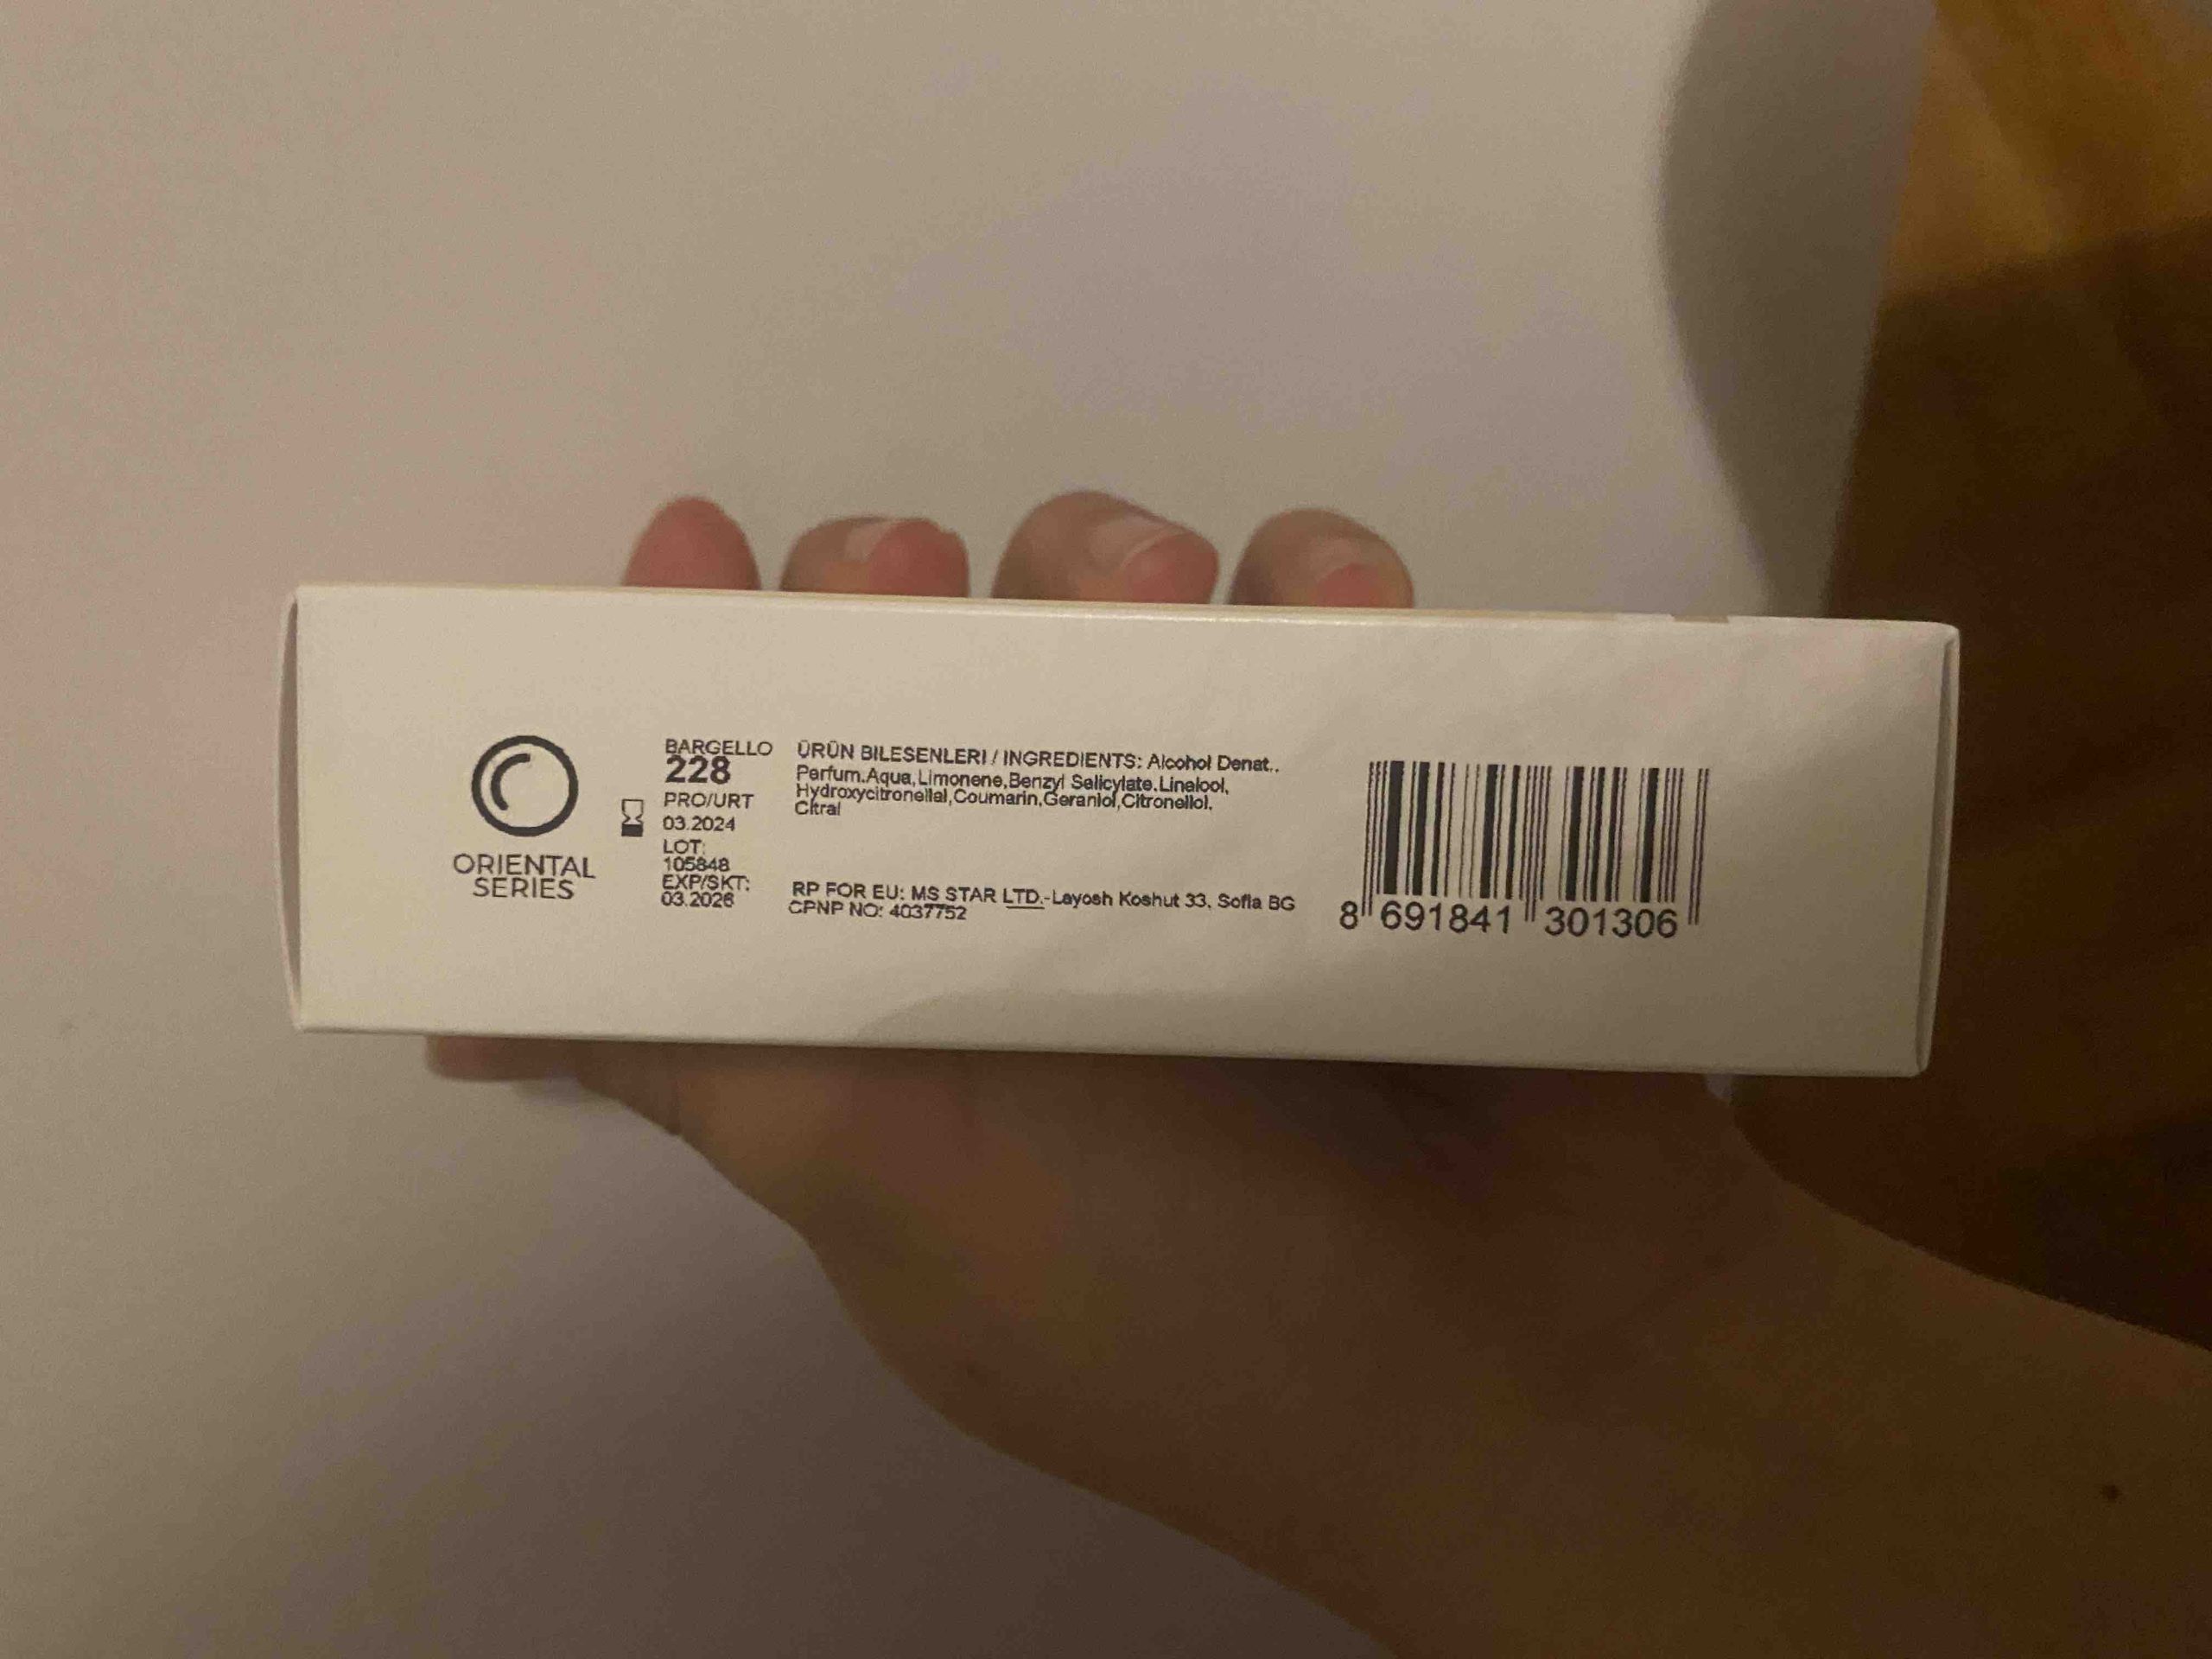 ORIENTAL
SERIES
BARGELLO
228
PRO/URT
03.2024
LOT:
105848
EXP/SKT:
03.2026
ÜRÜN BILESENLERI / INGREDIENTS: Alcohol Denat..
Perfum.Aqua,Limonene,Benzyl Salicylate.Linalool,
Hydroxycitronellal,Coumarin,Geraniol,Citronellol.
Citral
RP FOR EU: MS STAR LTD.-Layosh Koshut 33, Sofia BG
CPNP NO: 4037752
8 691841 301306